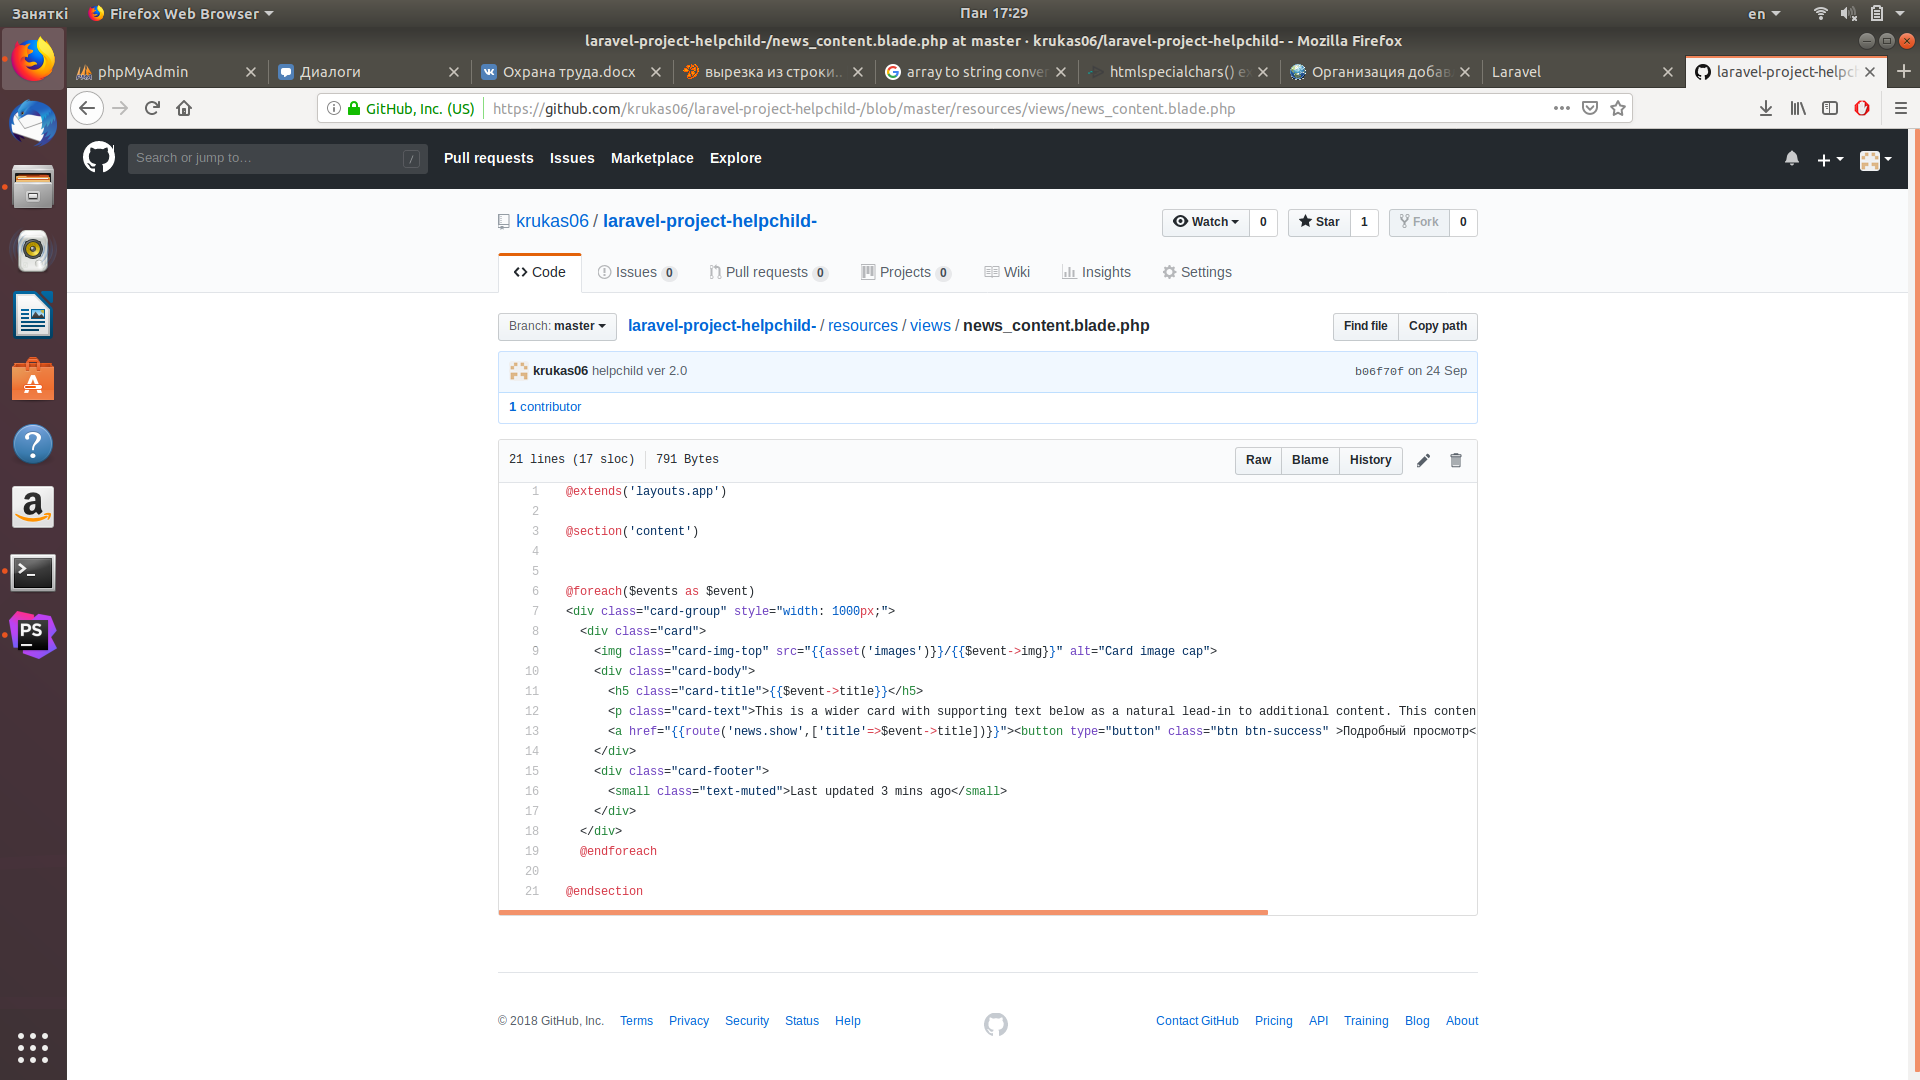 Заняткі Firefox Web Browser Пан 17:29 en
laravel-project-helpchild-/news_content.blade.php at master · krukas06/laravel-project-helpchild- - Mozilla Firefox
phpMyAdmin Диалоги Охрана труда.docx вырезка из строки.. array to string conver htmlspecialchars() ex Организация добав Laravel laravel-project-helpch
GitHub, Inc. (US) https://github.com/krukas06/laravel-project-helpchild-/blob/master/resources/views/news_content.blade.php
Search or jump to... / Pull requests Issues Marketplace Explore
krukas06 / laravel-project-helpchild- Watch 0 Star 1 Fork 0
Code Issues 0 Pull requests 0 Projects 0 Wiki Insights Settings
Branch: master laravel-project-helpchild- / resources / views / news_content.blade.php Find file Copy path
krukas06 helpchild ver 2.0 b06f70f on 24 Sep
1 contributor
21 lines (17 sloc) 791 Bytes Raw Blame History
1 @extends('layouts.app')
2
3 @section('content')
4
5
6 @foreach($events as $event)
7 <div class="card-group" style="width: 1000px;">
8 <div class="card">
9 <img class="card-img-top" src="{{asset('images')}}/{{$event->img}}" alt="Card image cap">
10 <div class="card-body">
11 <h5 class="card-title">{{$event->title}}</h5>
12 <p class="card-text">This is a wider card with supporting text below as a natural lead-in to additional content. This conten
13 <a href="{{route('news.show',['title'=>$event->title])}}"><button type="button" class="btn btn-success" >Подробный просмотр<
14 </div>
15 <div class="card-footer">
16 <small class="text-muted">Last updated 3 mins ago</small>
17 </div>
18 </div>
19 @endforeach
20
21 @endsection
© 2018 GitHub, Inc. Terms Privacy Security Status Help Contact GitHub Pricing API Training Blog About